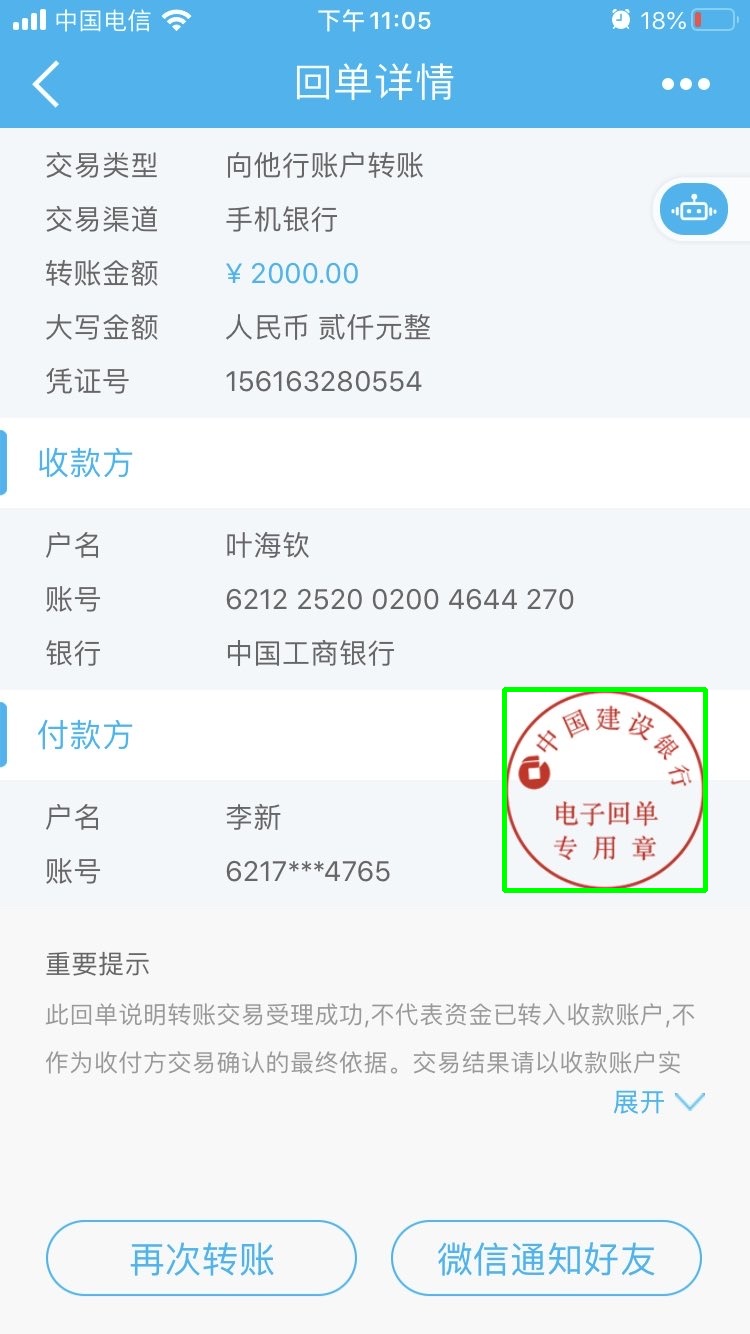 中国电信
下午11:05
18%
回单详情
交易类型 向他行账户转账
交易渠道 手机银行
转账金额 ¥ 2000.00
大写金额 人民币 贰仟元整
凭证号 156163280554
收款方
户名 叶海钦
账号 6212 2520 0200 4644 270
银行 中国工商银行
付款方
户名 李新
账号 6217***4765
中国建设银行
电子回单
专用章
重要提示
此回单说明转账交易受理成功,不代表资金已转入收款账户,不
作为收付方交易确认的最终依据。交易结果请以收款账户实
展开
再次转账 微信通知好友